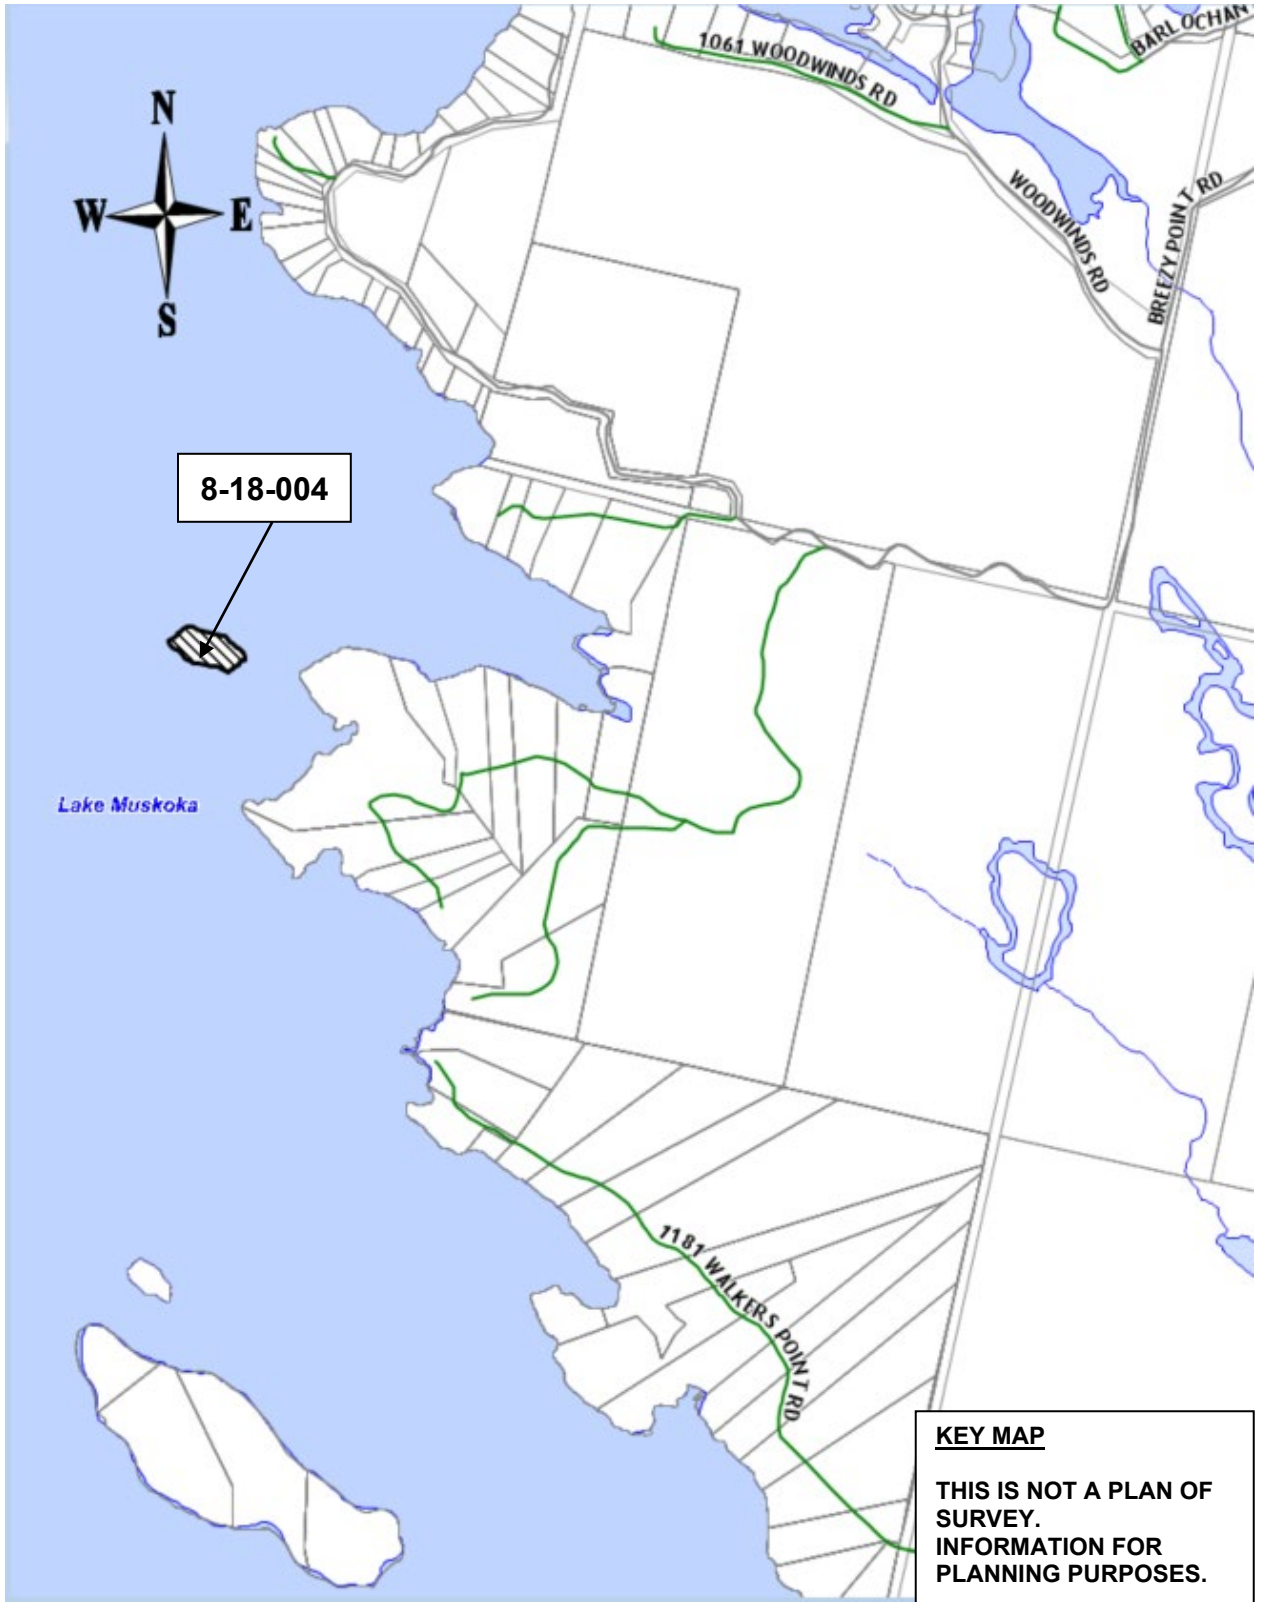 BARLOCHAN
1061 WOODWINDS RD
N
W E
S
WOODWINDS RD
BREEZY POINT RD
8-18-004
Lake Muskoka
1181 WALKERS POINT RD
KEY MAP
THIS IS NOT A PLAN OF
SURVEY.
INFORMATION FOR
PLANNING PURPOSES.